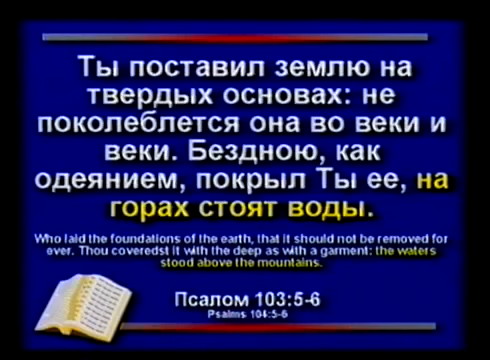 Ты поставил землю на
твердых основах: не
поколеблется она во веки и
веки. Бездною, как
одеянием, покрыл Ты ее, на
горах стоят воды.
Who laid the foundations of the earth, that it should not be removed for
ever. Thou coveredst it with the deep as with a garment: the waters
stood above the mountains.
Псалом 103:5-6
Psalms 104:5-6